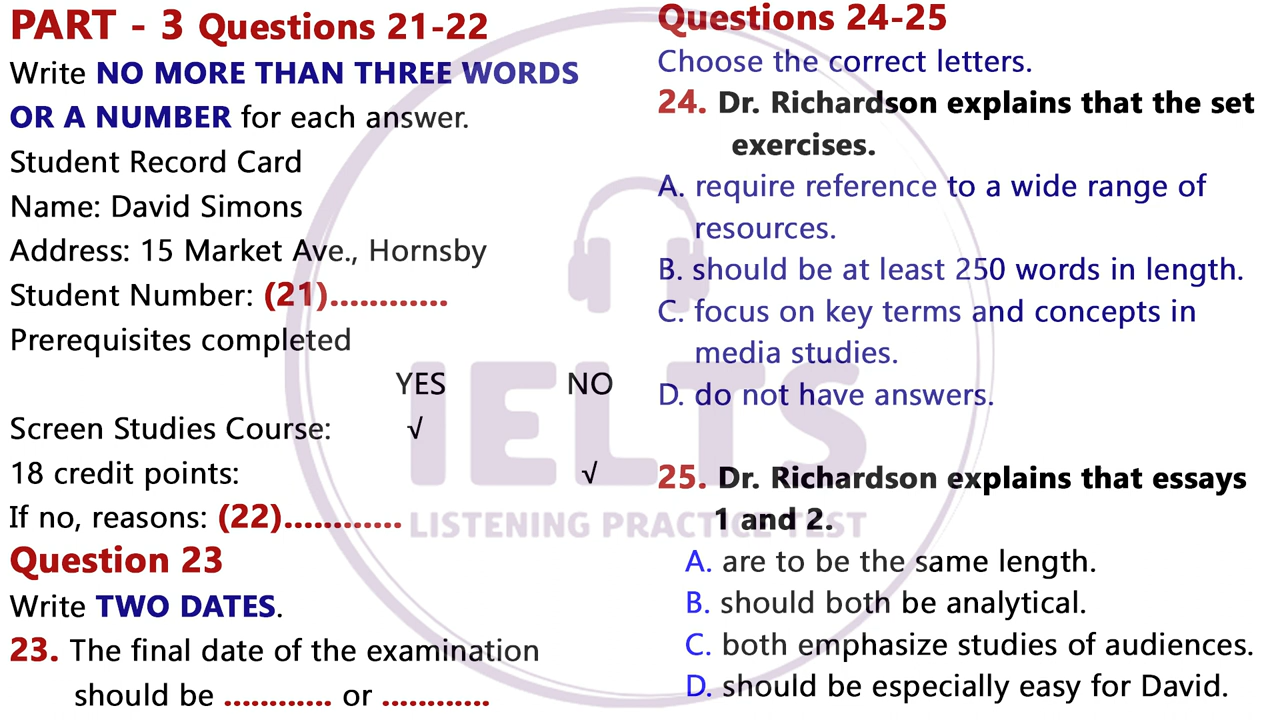 PART - 3 Questions 21-22
Write NO MORE THAN THREE WORDS
OR A NUMBER for each answer.
Student Record Card
Name: David Simons
Address: 15 Market Ave., Hornsby
Student Number: (21)............
Prerequisites completed
YES NO
Screen Studies Course: √
18 credit points: √
If no, reasons: (22)............
Question 23
Write TWO DATES.
23. The final date of the examination
should be ............ or ............
Questions 24-25
Choose the correct letters.
24. Dr. Richardson explains that the set
exercises.
A. require reference to a wide range of
resources.
B. should be at least 250 words in length.
C. focus on key terms and concepts in
media studies.
D. do not have answers.
25. Dr. Richardson explains that essays
1 and 2.
A. are to be the same length.
B. should both be analytical.
C. both emphasize studies of audiences.
D. should be especially easy for David.
IELTS
LISTENING PRACTICE TEST